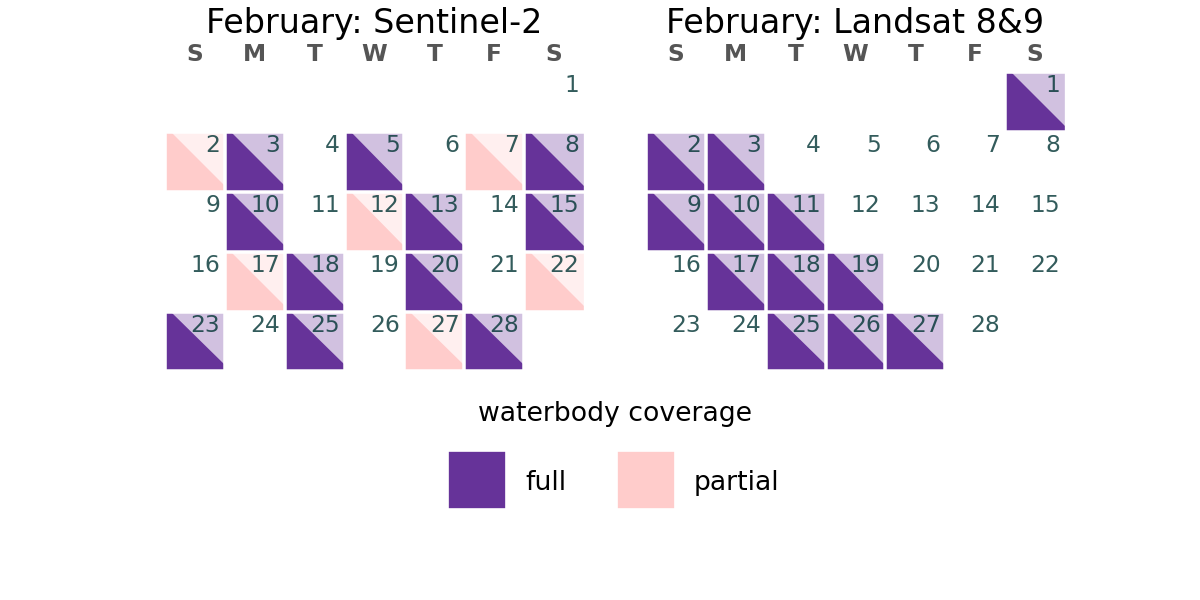 February: Sentinel-2 February: Landsat 8&9
S M T W T F S S M T W T F S
1 1
2 3 4 5 6 7 8 2 3 4 5 6 7 8
9 10 11 12 13 14 15 9 10 11 12 13 14 15
16 17 18 19 20 21 22 16 17 18 19 20 21 22
23 24 25 26 27 28 23 24 25 26 27 28
waterbody coverage
full partial